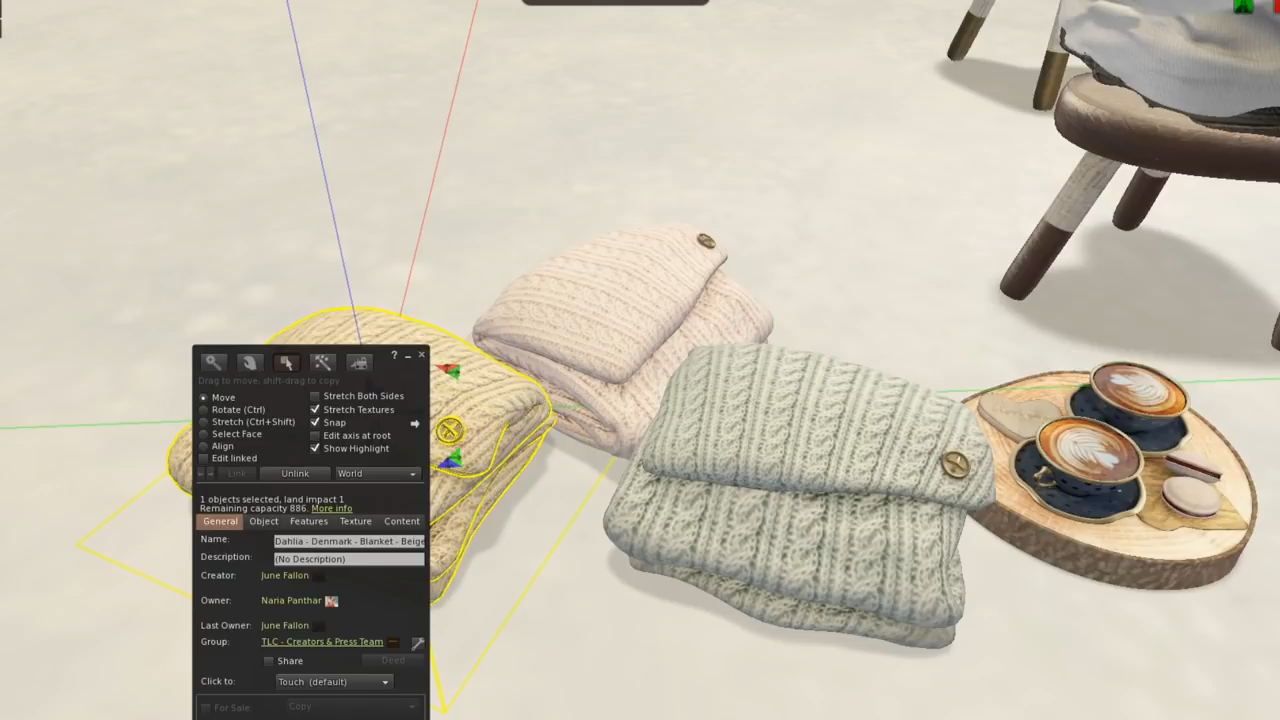 ?
Drag to move, shift-drag to copy
Move
Rotate (Ctrl)
Stretch (Ctrl+Shift)
Select Face
Align
Edit linked
Stretch Both Sides
Stretch Textures
Snap
Edit axis at root
Show Highlight
Link Unlink World
1 objects selected, land impact 1
Remaining capacity 886. More info
General Object Features Texture Content
Name: Dahlia - Denmark - Blanket - Beige
Description: (No Description)
Creator: June Fallon
Owner: Naria Panthar
Last Owner: June Fallon
Group: TLC - Creators & Press Team
Share Deed
Click to: Touch (default)
For Sale: Copy